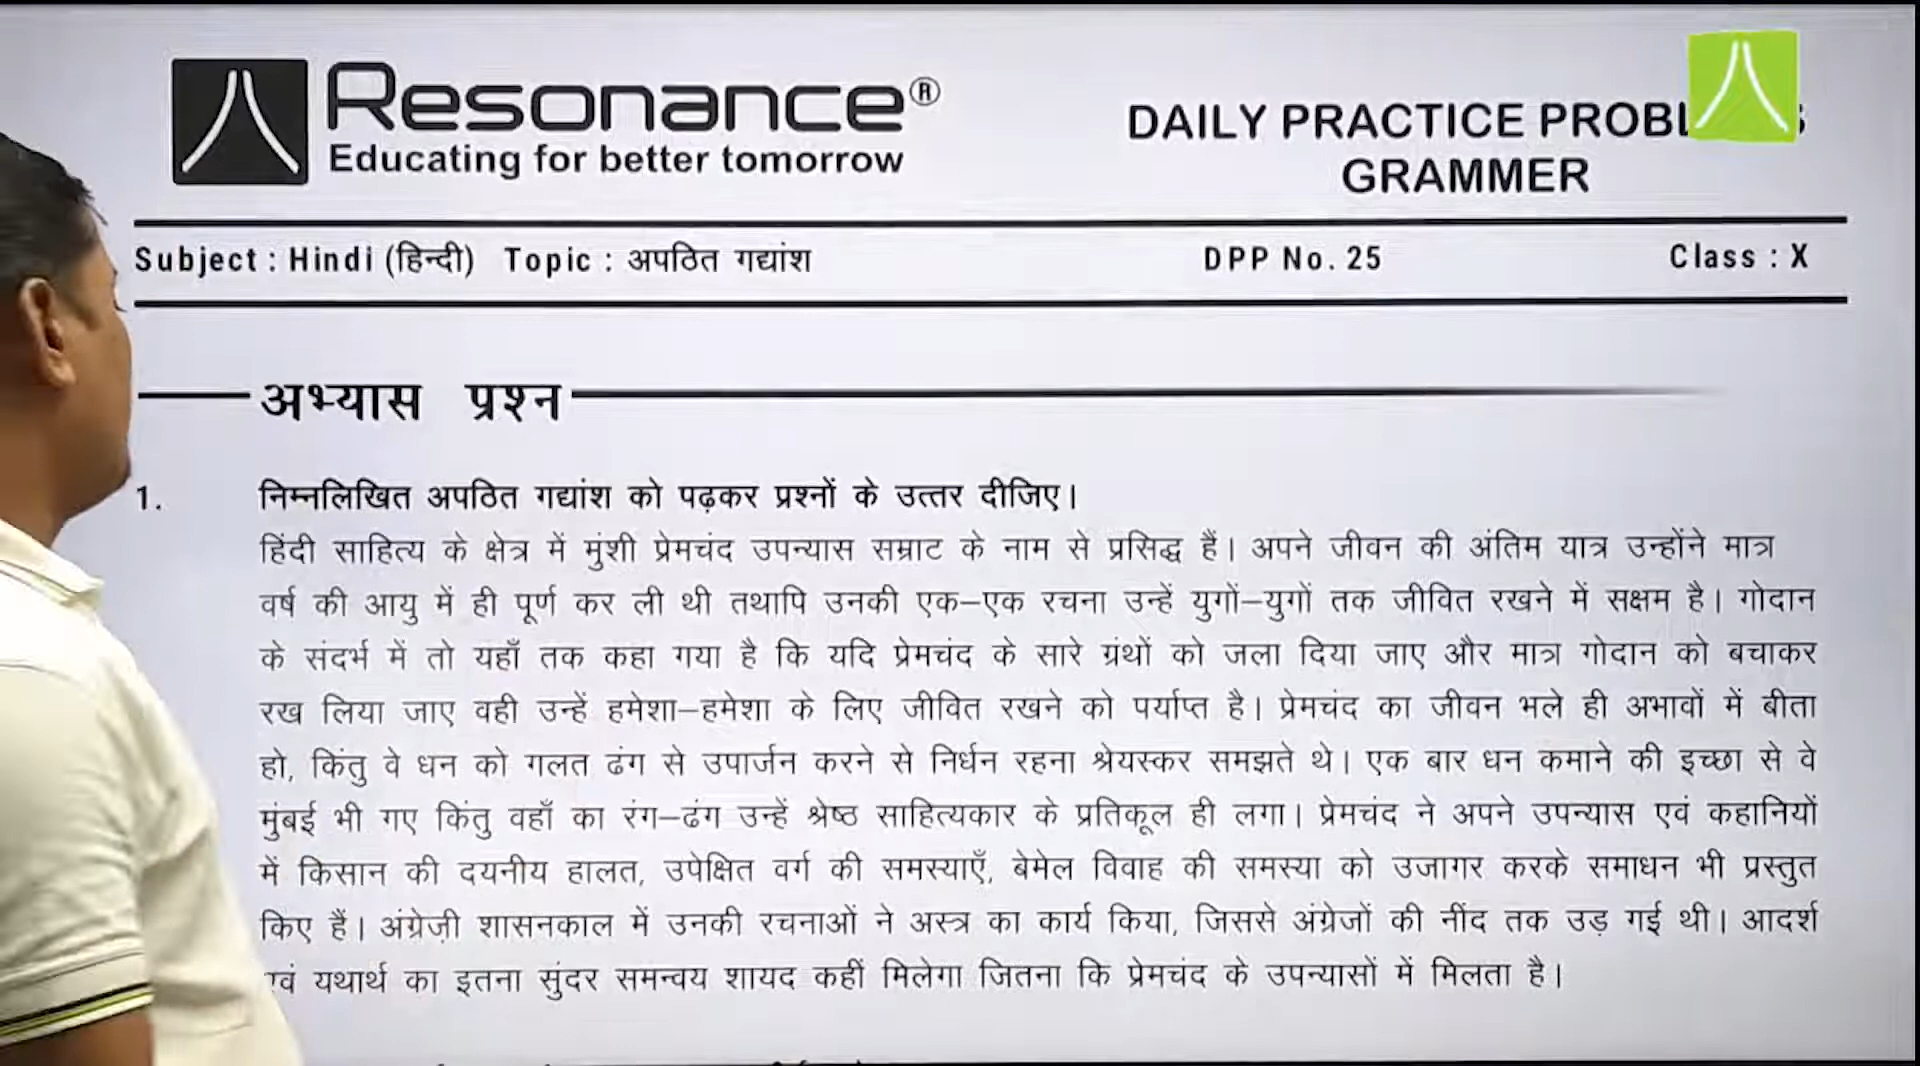 Resonance®
Educating for better tomorrow
DAILY PRACTICE
GRAMMER
Subject : Hindi (हिन्दी) Topic : अपठित गद्यांश DPP No. 25 Class : X
अभ्यास प्रश्न
1. निम्नलिखित अपठित गद्यांश को पढ़कर प्रश्नों के उत्तर दीजिए।
हिंदी साहित्य के क्षेत्र में मुंशी प्रेमचंद उपन्यास सम्राट के नाम से प्रसिद्ध हैं। अपने जीवन की अंतिम यात्र उन्होंने मात्र
वर्ष की आयु में ही पूर्ण कर ली थी तथापि उनकी एक–एक रचना उन्हें युगों–युगों तक जीवित रखने में सक्षम है। गोदान
के संदर्भ में तो यहाँ तक कहा गया है कि यदि प्रेमचंद के सारे ग्रंथों को जला दिया जाए और मात्र गोदान को बचाकर
रख लिया जाए वही उन्हें हमेशा–हमेशा के लिए जीवित रखने को पर्याप्त है। प्रेमचंद का जीवन भले ही अभावों में बीता
हो, किंतु वे धन को गलत ढंग से उपार्जन करने से निर्धन रहना श्रेयस्कर समझते थे। एक बार धन कमाने की इच्छा से वे
मुंबई भी गए किंतु वहाँ का रंग–ढंग उन्हें श्रेष्ठ साहित्यकार के प्रतिकूल ही लगा। प्रेमचंद ने अपने उपन्यास एवं कहानियों
में किसान की दयनीय हालत, उपेक्षित वर्ग की समस्याएँ, बेमेल विवाह की समस्या को उजागर करके समाधन भी प्रस्तुत
किए हैं। अंग्रेज़ी शासनकाल में उनकी रचनाओं ने अस्त्र का कार्य किया, जिससे अंग्रेजों की नींद तक उड़ गई थी। आदर्श
एवं यथार्थ का इतना सुंदर समन्वय शायद कहीं मिलेगा जितना कि प्रेमचंद के उपन्यासों में मिलता है।